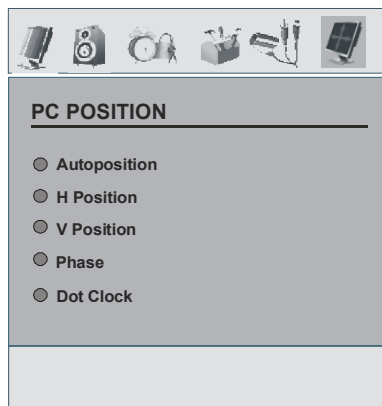 PC POSITION
Autoposition
H Position
V Position
Phase
Dot Clock